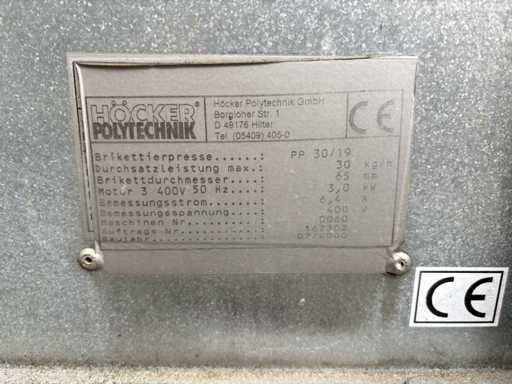 HÖCKER®
POLYTECHNIK
Höcker Polytechnik GmbH
Borgloher Str. 1
D 49176 Hilter
Tel. (05409) 405-0
CE
Brikettierpresse......: PP 30/19
Durchsatzleistung max.: 30 kg/h
Brikettdurchmesser....: 65 mm
Motor 3 400V 50 Hz....: 3,0 kW
Bemessungsstrom.......: 6,4 A
Bemessungsspannung....: 400 V
Maschinen Nr..........: 0060
Auftrags Nr...........:
Baujahr...............:
CE